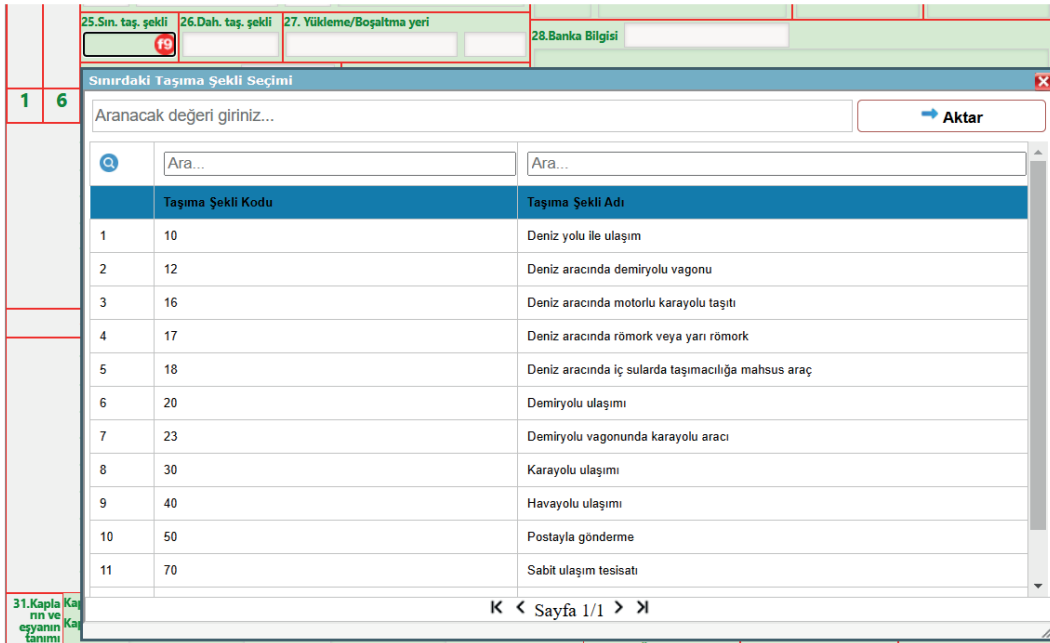 25.Sın. taş. şekli 26.Dah. taş. şekli 27. Yükleme/Boşaltma yeri
f9
28.Banka Bilgisi
Sınırdaki Taşıma Şekli Seçimi
1 6
Aranacak değeri giriniz... Aktar
Ara... Ara...
Taşıma Şekli Kodu Taşıma Şekli Adı
1 10 Deniz yolu ile ulaşım
2 12 Deniz aracında demiryolu vagonu
3 16 Deniz aracında motorlu karayolu taşıtı
4 17 Deniz aracında römork veya yarı römork
5 18 Deniz aracında iç sularda taşımacılığa mahsus araç
6 20 Demiryolu ulaşımı
7 23 Demiryolu vagonunda karayolu aracı
8 30 Karayolu ulaşımı
9 40 Havayolu ulaşımı
10 50 Postayla gönderme
11 70 Sabit ulaşım tesisatı
Sayfa 1/1
31.Kapla
rın ve
eşyanın
tanımı